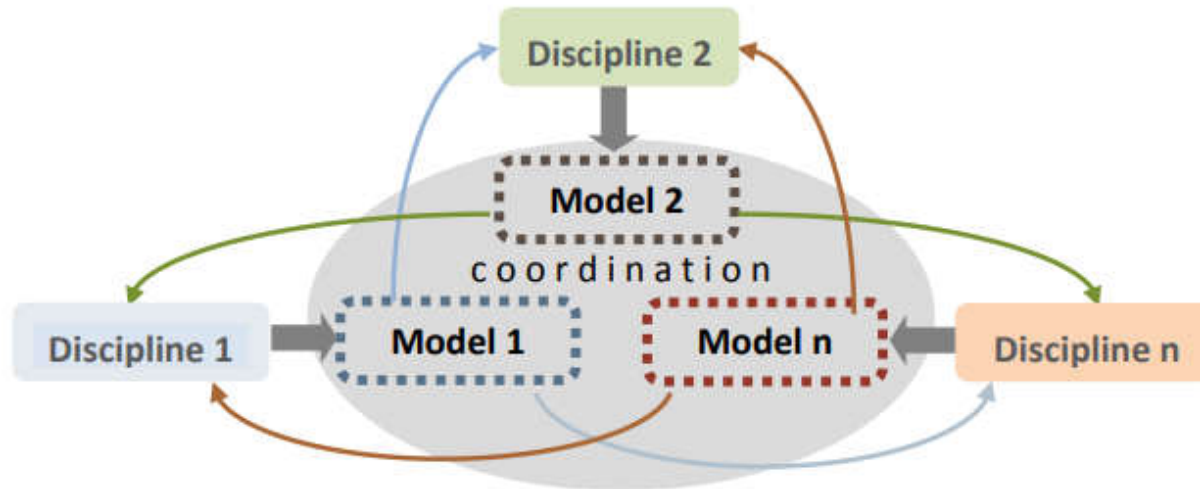 Discipline 2
Model 2
coordination
Discipline 1
Model 1
Model n
Discipline n